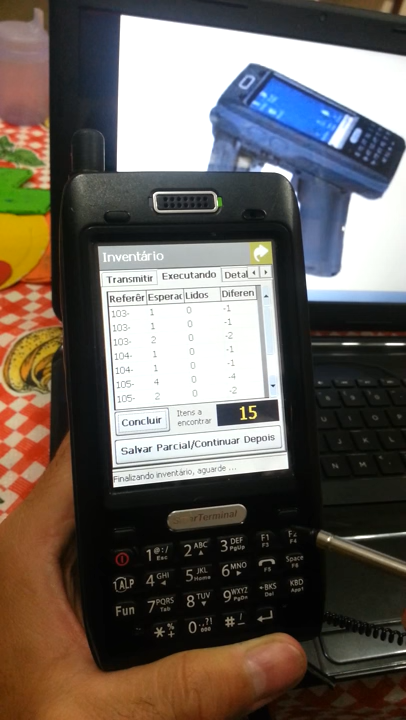 Inventário
Transmitir Executando Detal
Referêr Esperac Lidos Diferen
103- 1 0 -1
103- 1 0 -1
103- 2 0 -2
104- 1 0 -1
104- 1 0 -1
105- 4 0 -4
105- 2 0 -2
Concluir
Itens a
encontrar
15
Salvar Parcial/Continuar Depois
Finalizando inventário, aguarde ...
Terminal
1 @:/ Esc 2 ABC 3 DEF PgUp F1 F3 F2 F4
ALP 4 GHI 5 JKL Home 6 MNO Space F6
Fun 7 PQRS Tab 8 TUV 9 WXYZ PgDn +BKS Del KBD App1
*%+ 0 .,?! #-/